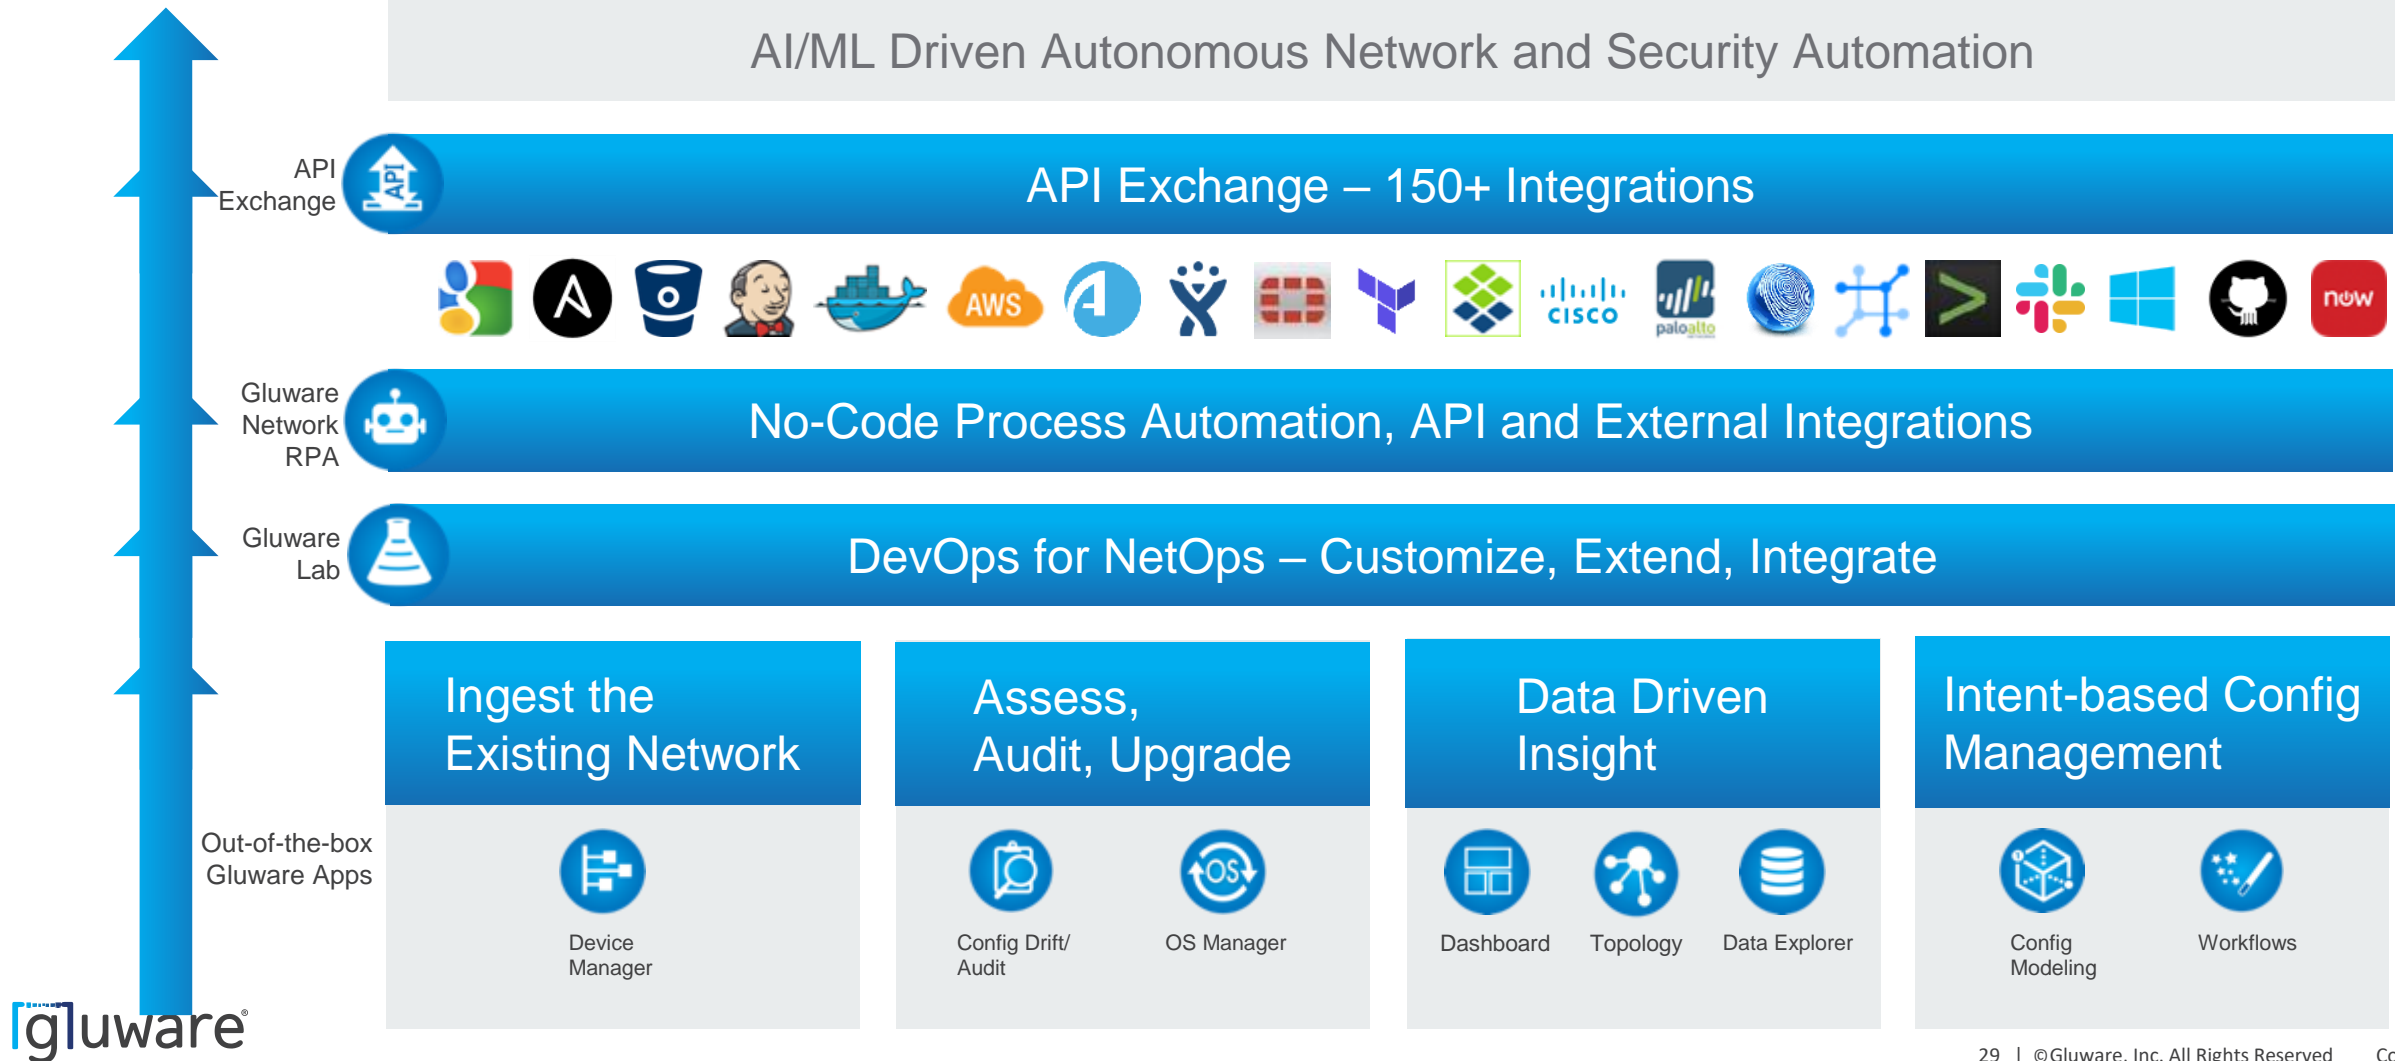 AI/ML Driven Autonomous Network and Security Automation
API
Exchange
API
API Exchange – 150+ Integrations
AWS
A
CISCO
paloalto
now
Gluware
Network
RPA
No-Code Process Automation, API and External Integrations
Gluware
Lab
DevOps for NetOps – Customize, Extend, Integrate
Ingest the
Existing Network
Assess,
Audit, Upgrade
Data Driven
Insight
Intent-based Config
Management
Out-of-the-box
Gluware Apps
OS
Device
Manager
Config Drift/
Audit
OS Manager
Dashboard
Topology
Data Explorer
Config
Modeling
Workflows
gluware®
29 | ©Gluware, Inc. All Rights Reserved Co